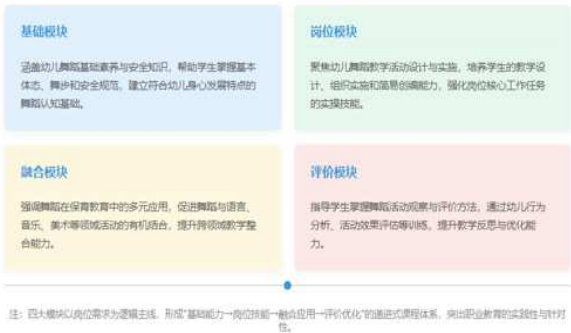 基础模块
涵盖幼儿舞蹈基础素养与安全知识，帮助学生掌握基本
体态、舞步和安全规范，建立符合幼儿身心发展特点的
舞蹈认知基础。
岗位模块
聚焦幼儿舞蹈教学活动设计与实施，培养学生的教学设
计、组织实施和简易创编能力，强化岗位核心工作任务
的实操技能。
融合模块
强调舞蹈在保育教育中的多元应用，促进舞蹈与语言、
音乐、美术等领域活动的有机结合，提升跨领域教学整
合能力。
评价模块
指导学生掌握舞蹈活动观察与评价方法，通过幼儿行为
分析、活动效果评估等训练，提升教学反思与优化能
力。
注：四大模块以岗位需求为逻辑主线，形成“基础能力→岗位技能→融合应用→评价优化”的递进式课程体系，突出职业教育的实践性与针对
性。